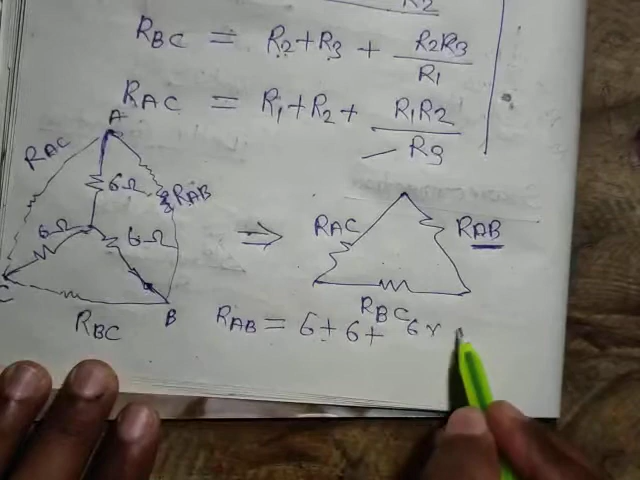 R2
RBC = R2+R3 + R2R3
R1
RAC = R1+R2+ R1R2
R3
A
RAC
6Ω RAB
6Ω 6Ω
C
RBC B
⇒
RAC RAB
RBC
RAB = 6+6+ 6×